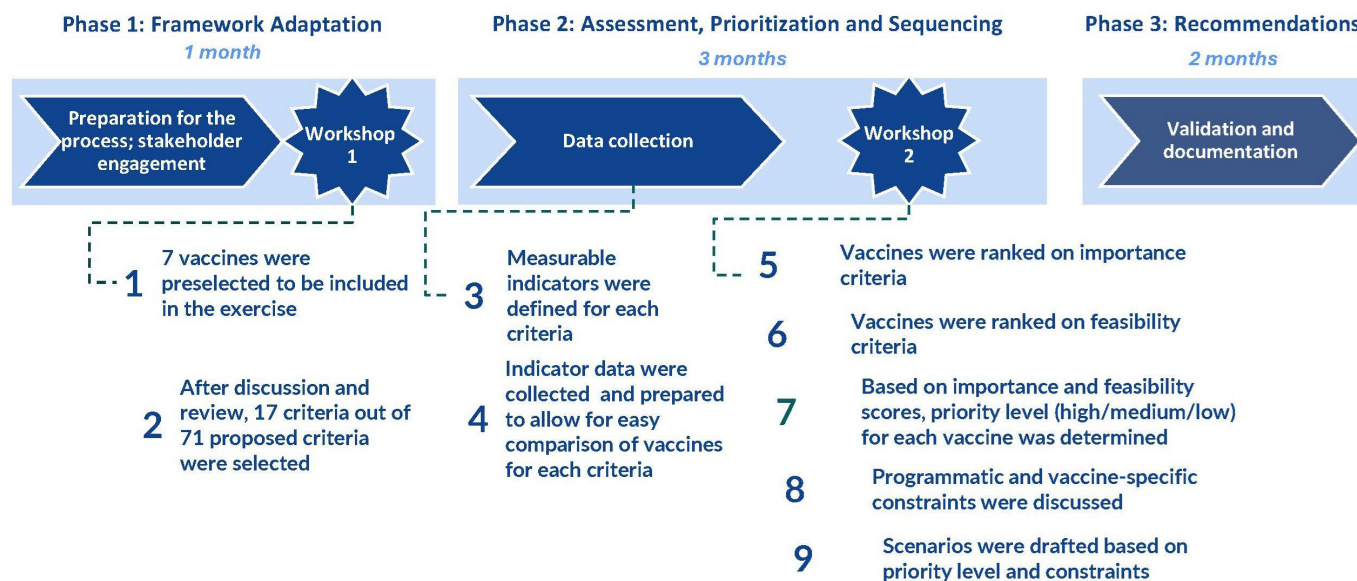 Phase 1: Framework Adaptation
1 month
Preparation for the
process; stakeholder
engagement
Workshop
1
1
7 vaccines were
preselected to be included
in the exercise
2
After discussion and
review, 17 criteria out of
71 proposed criteria
were selected
Phase 2: Assessment, Prioritization and Sequencing
3 months
Data collection
Workshop
2
3
Measurable
indicators were
defined for each
criteria
4
Indicator data were
collected and prepared
to allow for easy
comparison of vaccines
for each criteria
5
Vaccines were ranked on importance
criteria
6
Vaccines were ranked on feasibility
criteria
7
Based on importance and feasibility
scores, priority level (high/medium/low)
for each vaccine was determined
8
Programmatic and vaccine-specific
constraints were discussed
9
Scenarios were drafted based on
priority level and constraints
Phase 3: Recommendations
2 months
Validation and
documentation